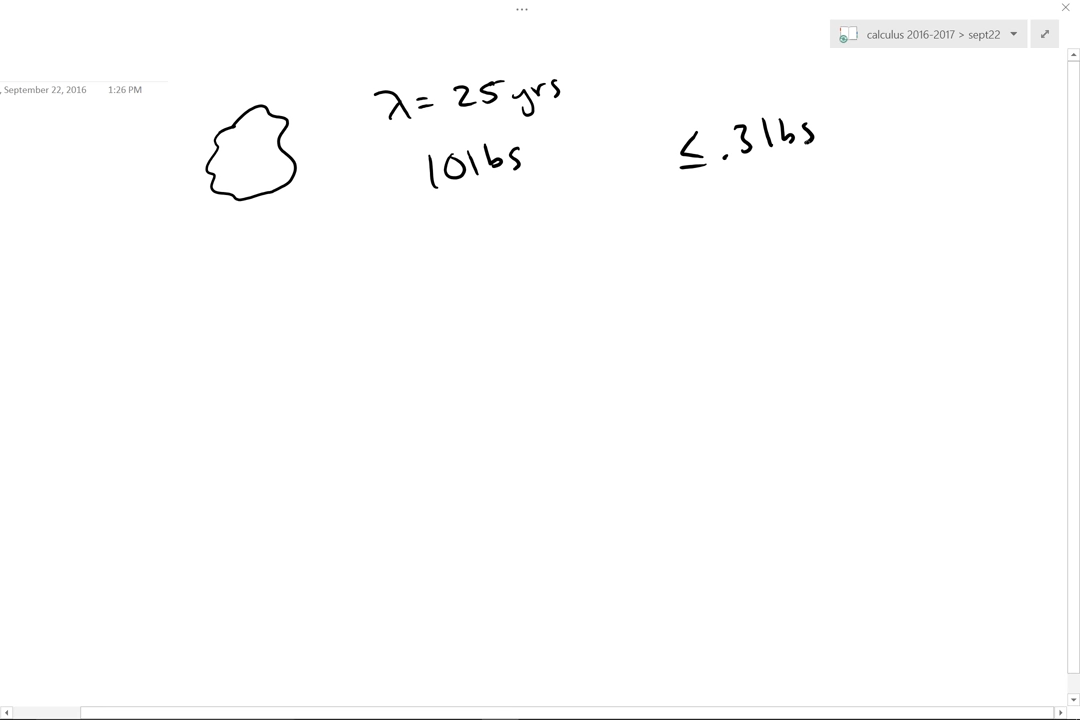 ...
calculus 2016-2017 > sept22
, September 22, 2016 1:26 PM
λ = 25 yrs
10 lbs
≤ .3 lbs